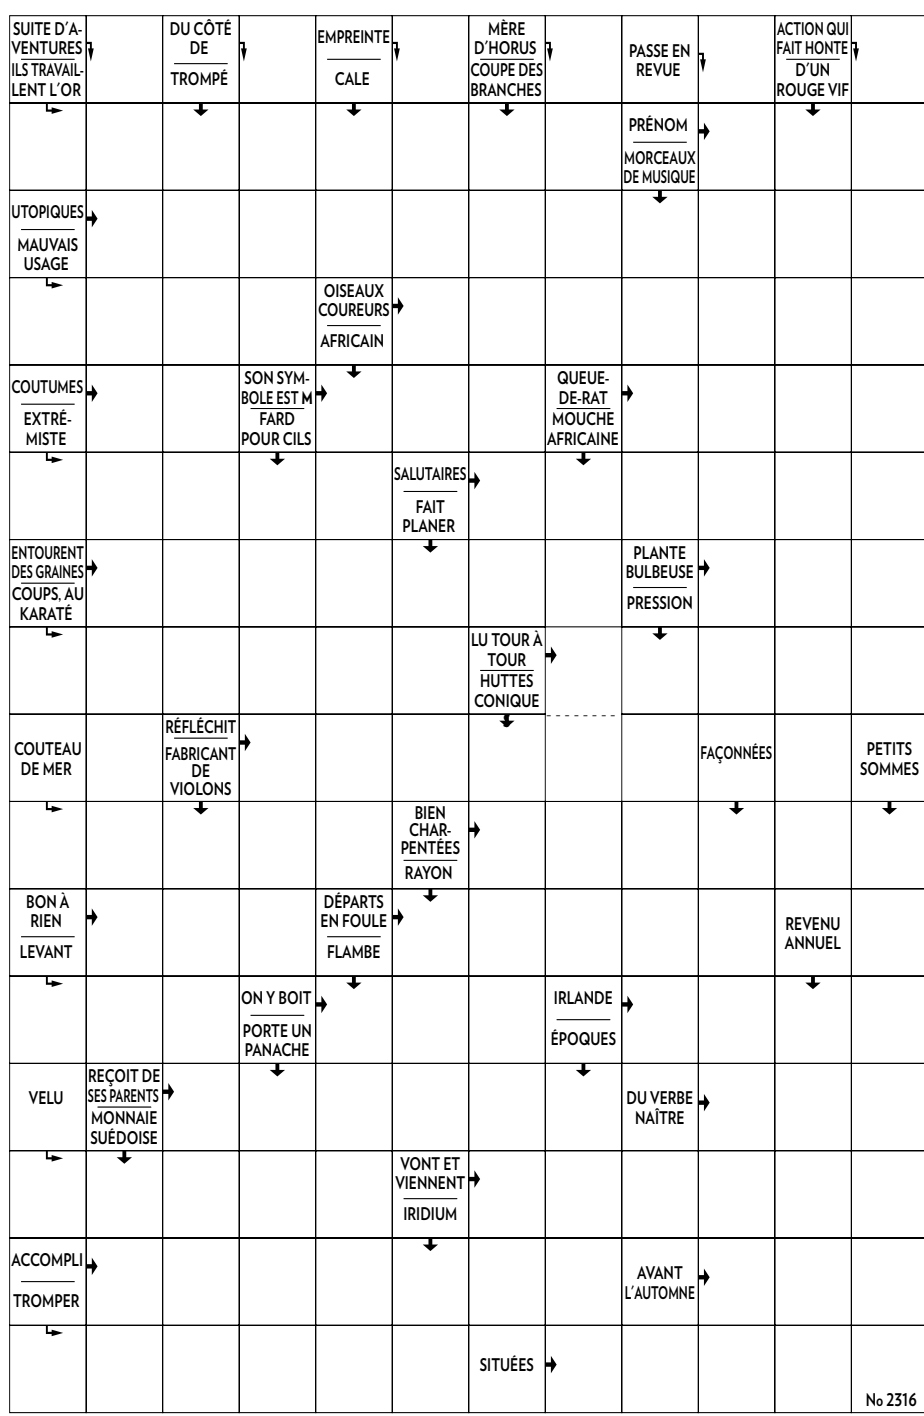 SUITE D'A-
VENTURES
ILS TRAVAIL-
LENT L'OR
DU CÔTÉ
DE
TROMPÉ
EMPREINTE
CALE
MÈRE
D'HORUS
COUPE DES
BRANCHES
PASSE EN
REVUE
ACTION QUI
FAIT HONTE
D'UN
ROUGE VIF
PRÉNOM
MORCEAUX
DE MUSIQUE
UTOPIQUES
MAUVAIS
USAGE
OISEAUX
COUREURS
AFRICAIN
COUTUMES
EXTRÉ-
MISTE
SON SYM-
BOLE EST M
FARD
POUR CILS
QUEUE-
DE-RAT
MOUCHE
AFRICAINE
SALUTAIRES
FAIT
PLANER
ENTOURENT
DES GRAINES
COUPS, AU
KARATÉ
PLANTE
BULBEUSE
PRESSION
LU TOUR À
TOUR
HUTTES
CONIQUE
COUTEAU
DE MER
RÉFLÉCHIT
FABRICANT
DE
VIOLONS
FAÇONNÉES
PETITS
SOMMES
BIEN
CHAR-
PENTÉES
RAYON
BON À
RIEN
LEVANT
DÉPARTS
EN FOULE
FLAMBE
REVENU
ANNUEL
ON Y BOIT
PORTE UN
PANACHE
IRLANDE
ÉPOQUES
VELU
REÇOIT DE
SES PARENTS
MONNAIE
SUÉDOISE
DU VERBE
NAÎTRE
VONT ET
VIENNENT
IRIDIUM
ACCOMPLI
TROMPER
AVANT
L'AUTOMNE
SITUÉES
No 2316